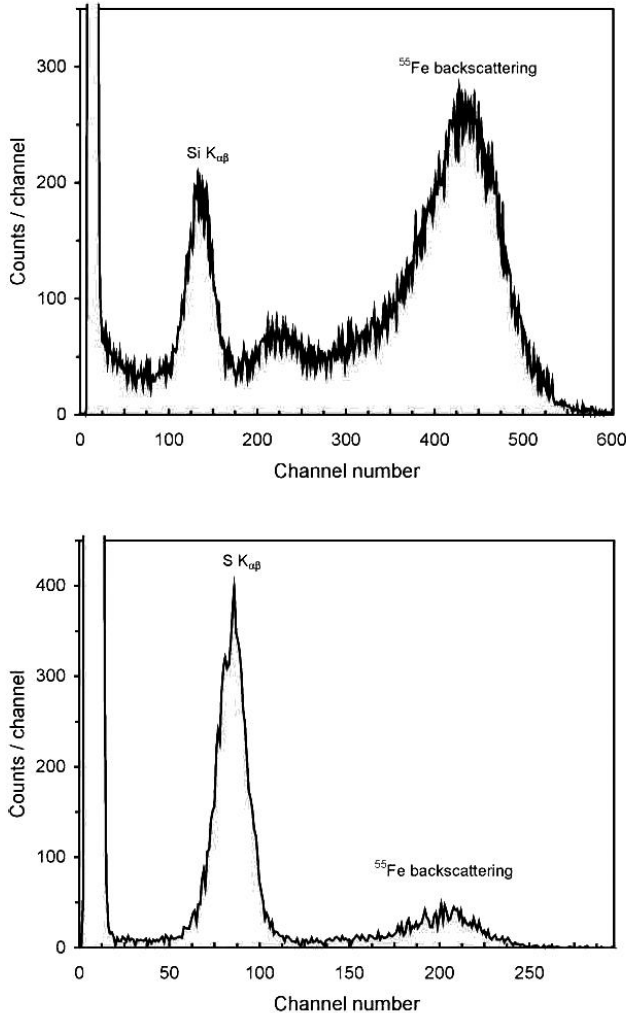 300
200
100
0
Counts / channel
⁵⁵Fe backscattering
Si Kαβ
0 100 200 300 400 500 600
Channel number
400
300
200
100
0
Counts / channel
S Kαβ
⁵⁵Fe backscattering
0 50 100 150 200 250
Channel number